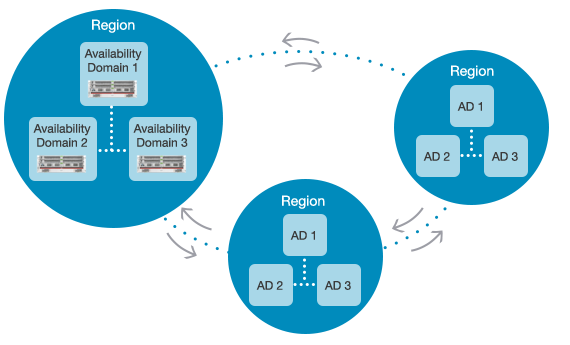 Region
Availability
Domain 1
Availability
Domain 2
Availability
Domain 3
Region
AD 1
AD 2
AD 3
Region
AD 1
AD 2
AD 3